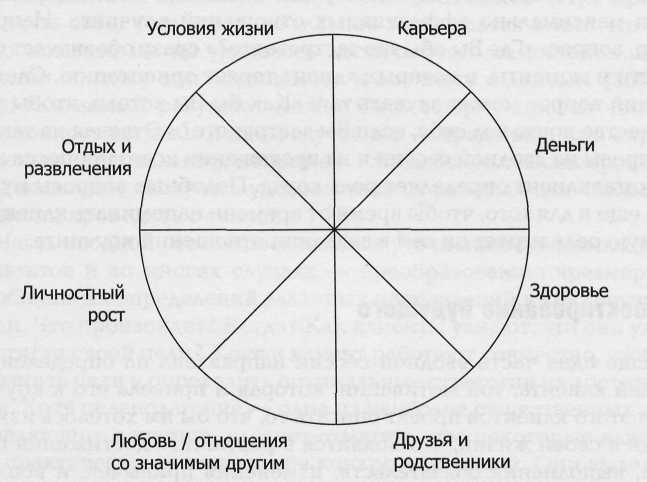 Условия жизни
Карьера
Отдых и
развлечения
Деньги
Личностный
рост
Здоровье
Любовь / отношения
со значимым другим
Друзья и
родственники